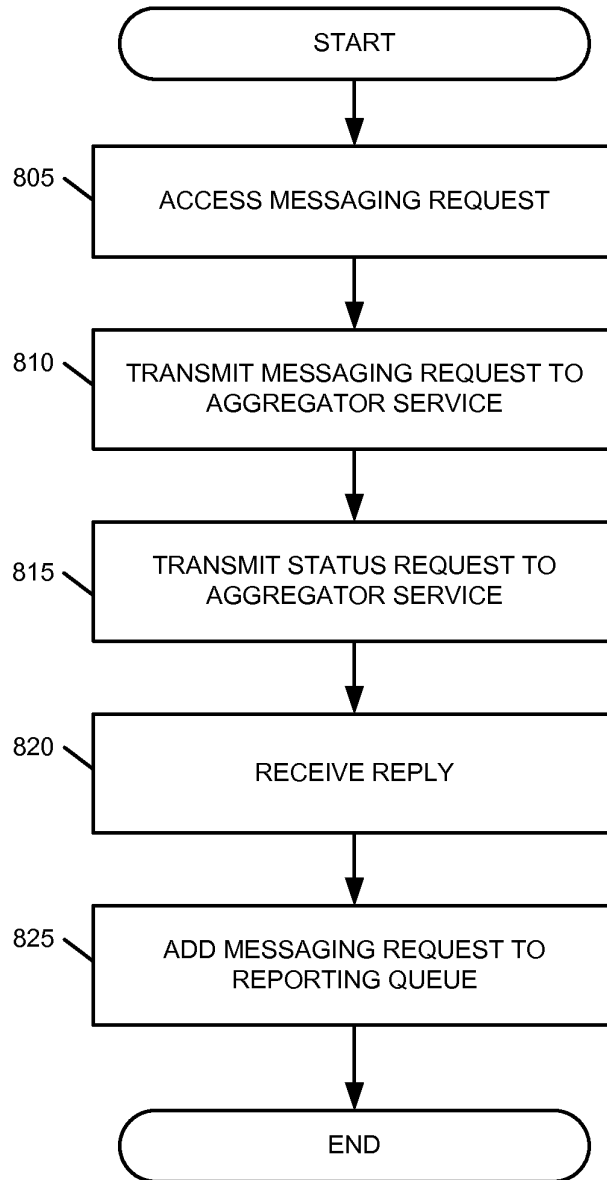 START
805
ACCESS MESSAGING REQUEST
810
TRANSMIT MESSAGING REQUEST TO
AGGREGATOR SERVICE
815
TRANSMIT STATUS REQUEST TO
AGGREGATOR SERVICE
820
RECEIVE REPLY
825
ADD MESSAGING REQUEST TO
REPORTING QUEUE
END